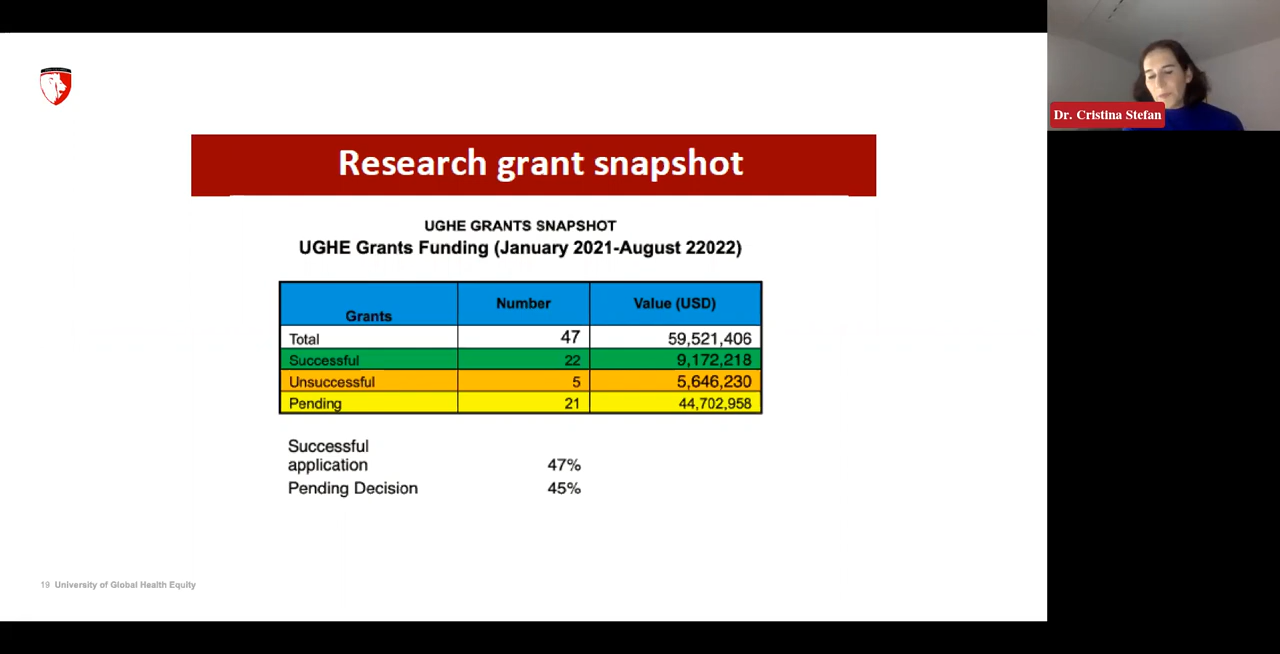 Dr. Cristina Stefan
Research grant snapshot
UGHE GRANTS SNAPSHOT
UGHE Grants Funding (January 2021-August 22022)
Grants Number Value (USD)
Total 47 59,521,406
Successful 22 9,172,218
Unsuccessful 5 5,646,230
Pending 21 44,702,958
Successful
application 47%
Pending Decision 45%
19 University of Global Health Equity